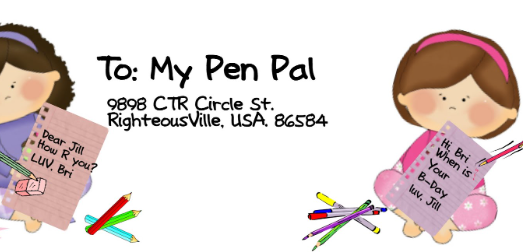 To: My Pen Pal
9898 CTR Circle St.
RighteousVille, USA. 86584
Dear Jill
How R you?
LUV, Bri
Hi, Bri
When is
Your
B-Day
luv, Jill